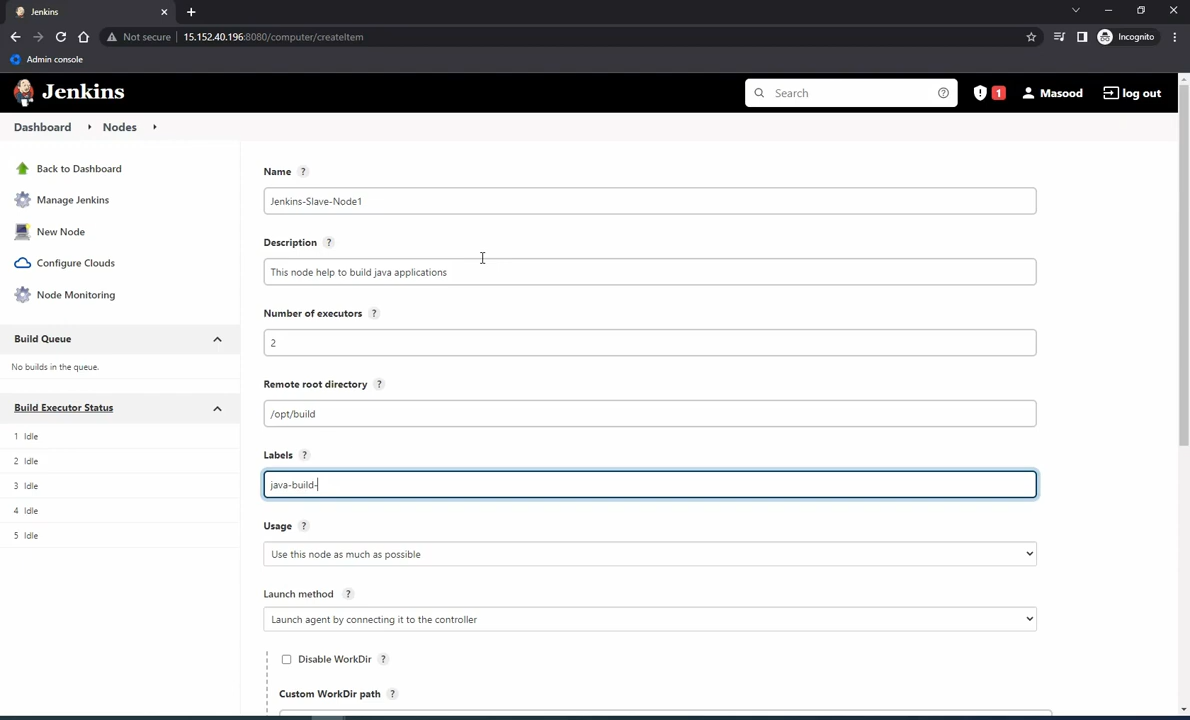 Jenkins
Not secure
15.152.40.196:8080/computer/createItem
Incognito
Admin console
Jenkins
Search
1
Masood
log out
Dashboard
Nodes
Back to Dashboard
Manage Jenkins
New Node
Configure Clouds
Node Monitoring
Build Queue
No builds in the queue.
Build Executor Status
1 Idle
2 Idle
3 Idle
4 Idle
5 Idle
Name ?
Jenkins-Slave-Node1
Description ?
This node help to build java applications
Number of executors ?
2
Remote root directory ?
/opt/build
Labels ?
java-build-
Usage ?
Use this node as much as possible
Launch method ?
Launch agent by connecting it to the controller
Disable WorkDir ?
Custom WorkDir path ?